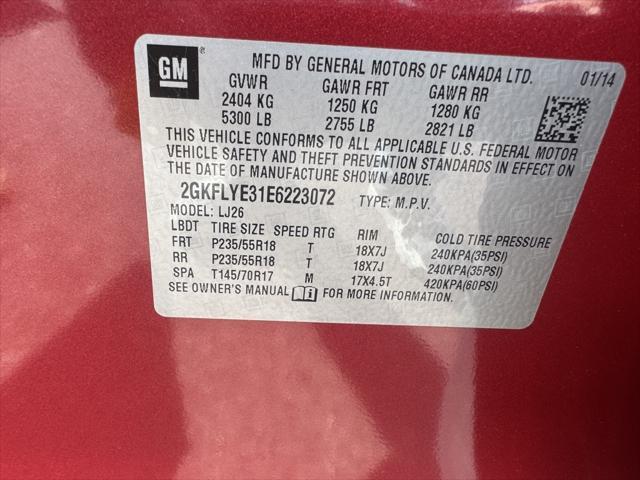 GM ®
MFD BY GENERAL MOTORS OF CANADA LTD. 01/14
GVWR GAWR FRT GAWR RR
2404 KG 1250 KG 1280 KG
5300 LB 2755 LB 2821 LB
THIS VEHICLE CONFORMS TO ALL APPLICABLE U.S. FEDERAL MOTOR
VEHICLE SAFETY AND THEFT PREVENTION STANDARDS IN EFFECT ON
THE DATE OF MANUFACTURE SHOWN ABOVE.
2GKFLYE31E6223072 TYPE: M.P.V.
MODEL: LJ26
LBDT TIRE SIZE SPEED RTG RIM COLD TIRE PRESSURE
FRT P235/55R18 T 18X7J 240KPA(35PSI)
RR P235/55R18 T 18X7J 240KPA(35PSI)
SPA T145/70R17 M 17X4.5T 420KPA(60PSI)
SEE OWNER'S MANUAL FOR MORE INFORMATION.